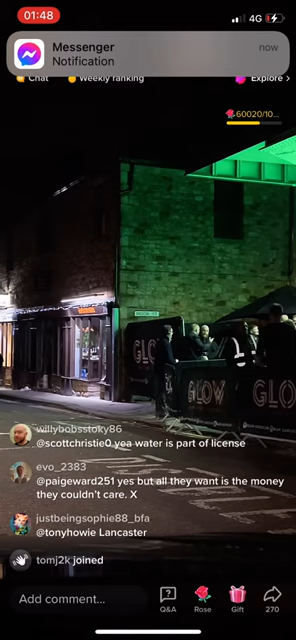 01:48
4G
Messenger
now
Notification
Chat
Weekly ranking
Explore >
60020/10...
GLO
GLOW
GLO
willybobsstoky86
@scottchristie0 yea water is part of license
evo_2383
@paigeward251 yes but all they want is the money
they couldn't care. X
justbeingsophie88_bfa
@tonyhowie Lancaster
tomj2k joined
Add comment...
Q&A
Rose
Gift
270